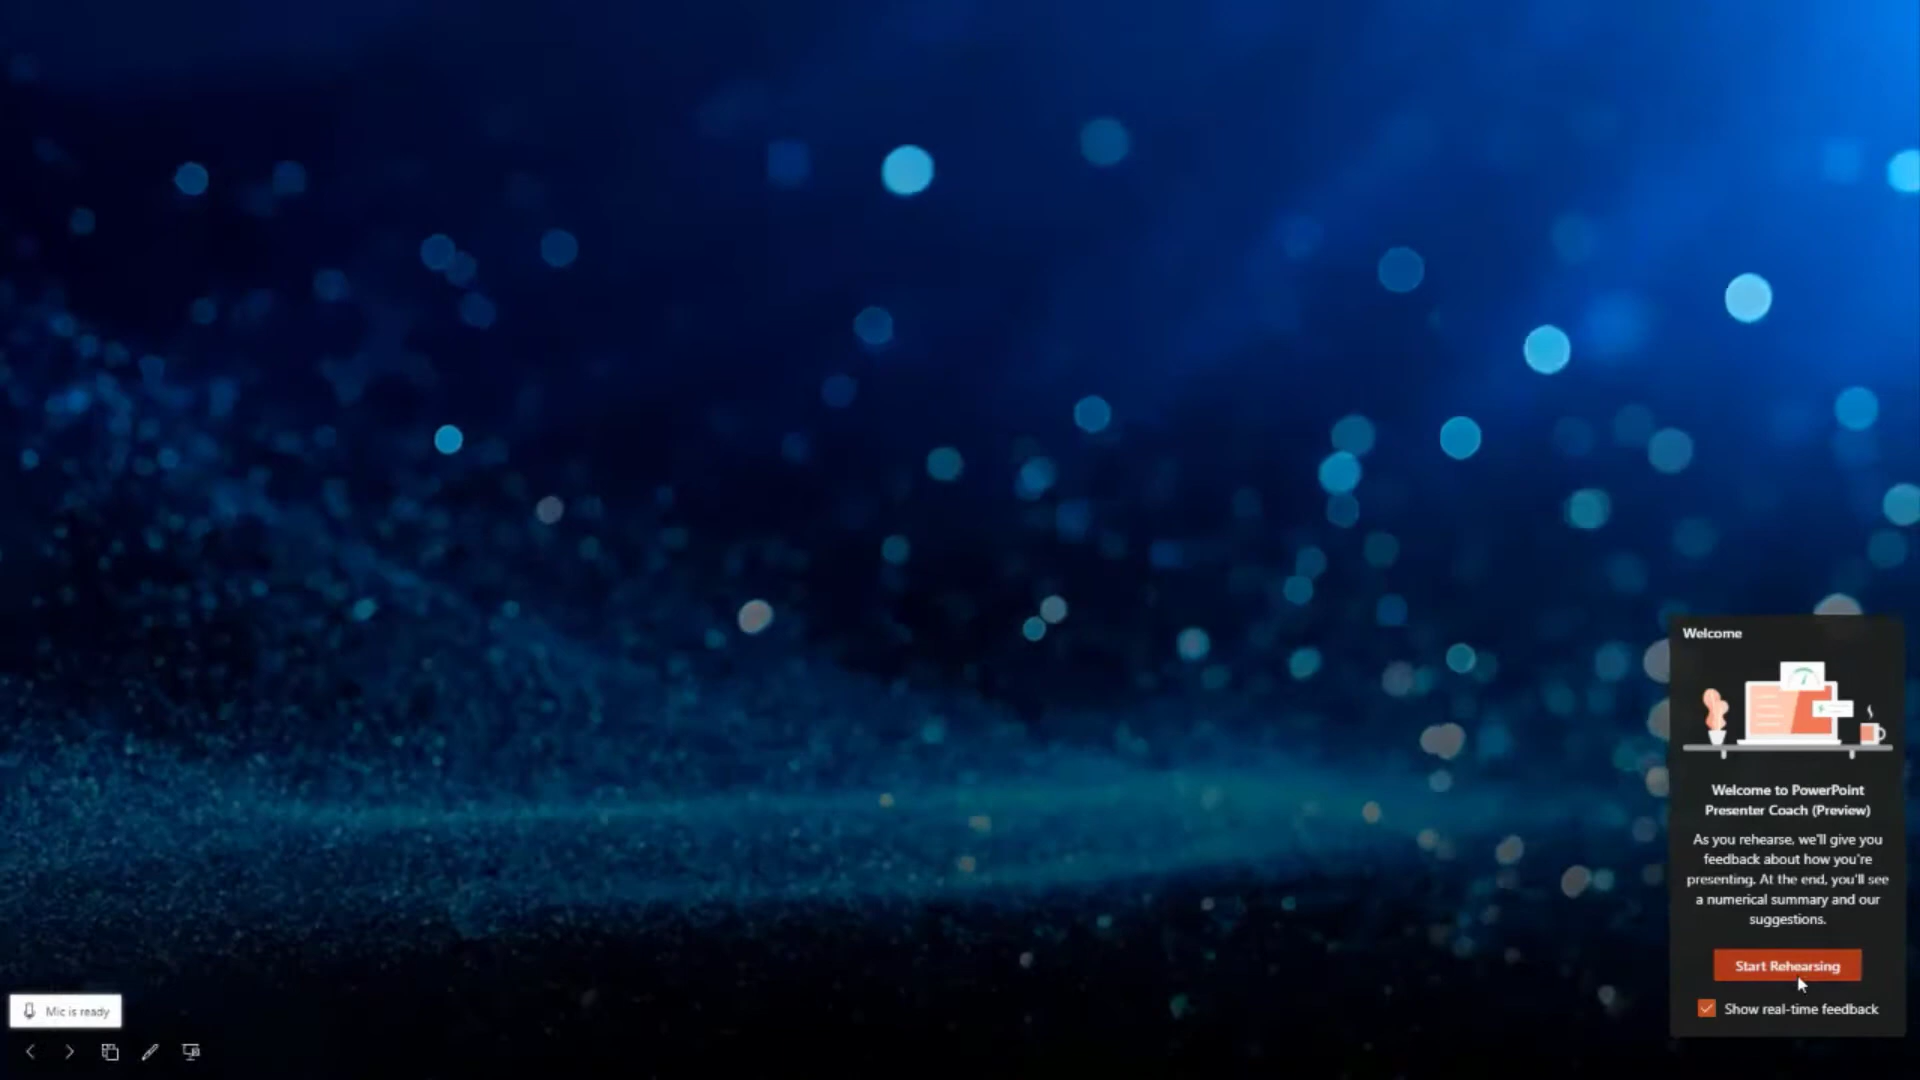 Welcome
Welcome to PowerPoint
Presenter Coach (Preview)
As you rehearse, we'll give you
feedback about how you're
presenting. At the end, you'll see
a numerical summary and our
suggestions.
Start Rehearsing
Show real-time feedback
Mic is ready